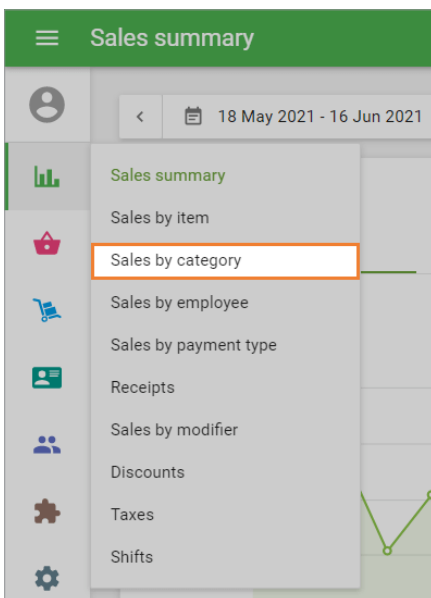 Sales summary
18 May 2021 - 16 Jun 2021
Sales summary
Sales by item
Sales by category
Sales by employee
Sales by payment type
Receipts
Sales by modifier
Discounts
Taxes
Shifts